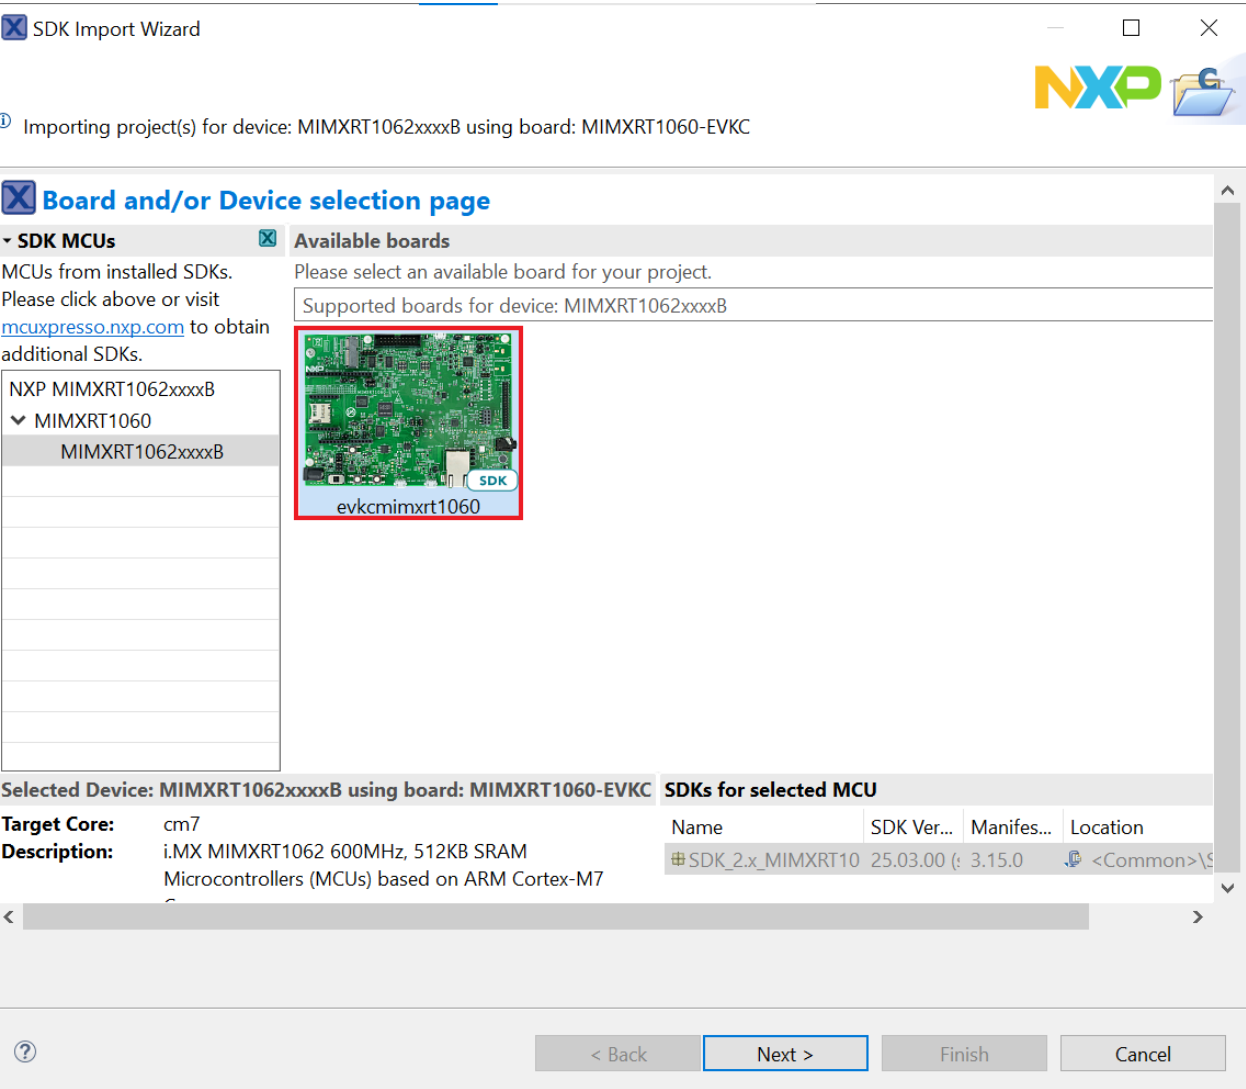 SDK Import Wizard
NXP
Importing project(s) for device: MIMXRT1062xxxxB using board: MIMXRT1060-EVKC
Board and/or Device selection page
SDK MCUs
MCUs from installed SDKs.
Please click above or visit
mcuxpresso.nxp.com to obtain
additional SDKs.
NXP MIMXRT1062xxxxB
MIMXRT1060
MIMXRT1062xxxxB
Available boards
Please select an available board for your project.
Supported boards for device: MIMXRT1062xxxxB
NXP
SDK
evkcmimxrt1060
Selected Device: MIMXRT1062xxxxB using board: MIMXRT1060-EVKC
Target Core: cm7
Description: i.MX MIMXRT1062 600MHz, 512KB SRAM
Microcontrollers (MCUs) based on ARM Cortex-M7
SDKs for selected MCU
Name SDK Ver... Manifes... Location
SDK_2.x_MIMXRT10 25.03.00 ( 3.15.0 <Common>\S
< Back Next > Finish Cancel